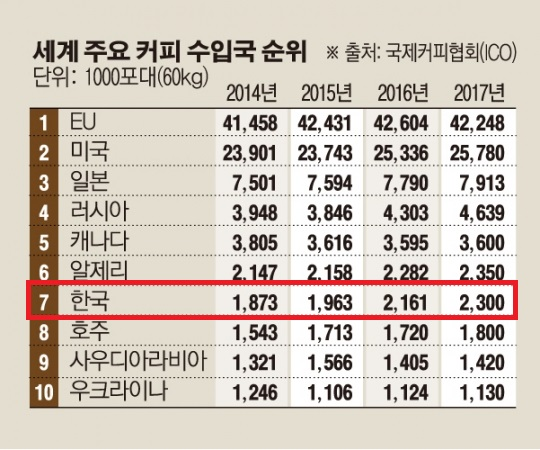 세계 주요 커피 수입국 순위 ※ 출처: 국제커피협회(ICO)
단위: 1000포대(60kg)
2014년 2015년 2016년 2017년
1 EU 41,458 42,431 42,604 42,248
2 미국 23,901 23,743 25,336 25,780
3 일본 7,501 7,594 7,790 7,913
4 러시아 3,948 3,846 4,303 4,639
5 캐나다 3,805 3,616 3,595 3,600
6 알제리 2,147 2,158 2,282 2,350
7 한국 1,873 1,963 2,161 2,300
8 호주 1,543 1,713 1,720 1,800
9 사우디아라비아 1,321 1,566 1,405 1,420
10 우크라이나 1,246 1,106 1,124 1,130